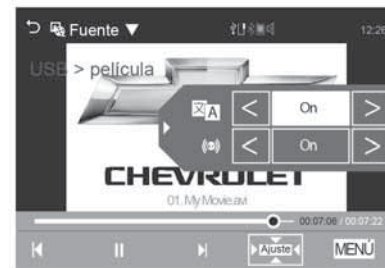 Fuente ▼ 12:26
USB > película
On
On
CHEVROLET
01. My Movie.avi
00:07:06 / 00:07:22
Ajuste MENÚ